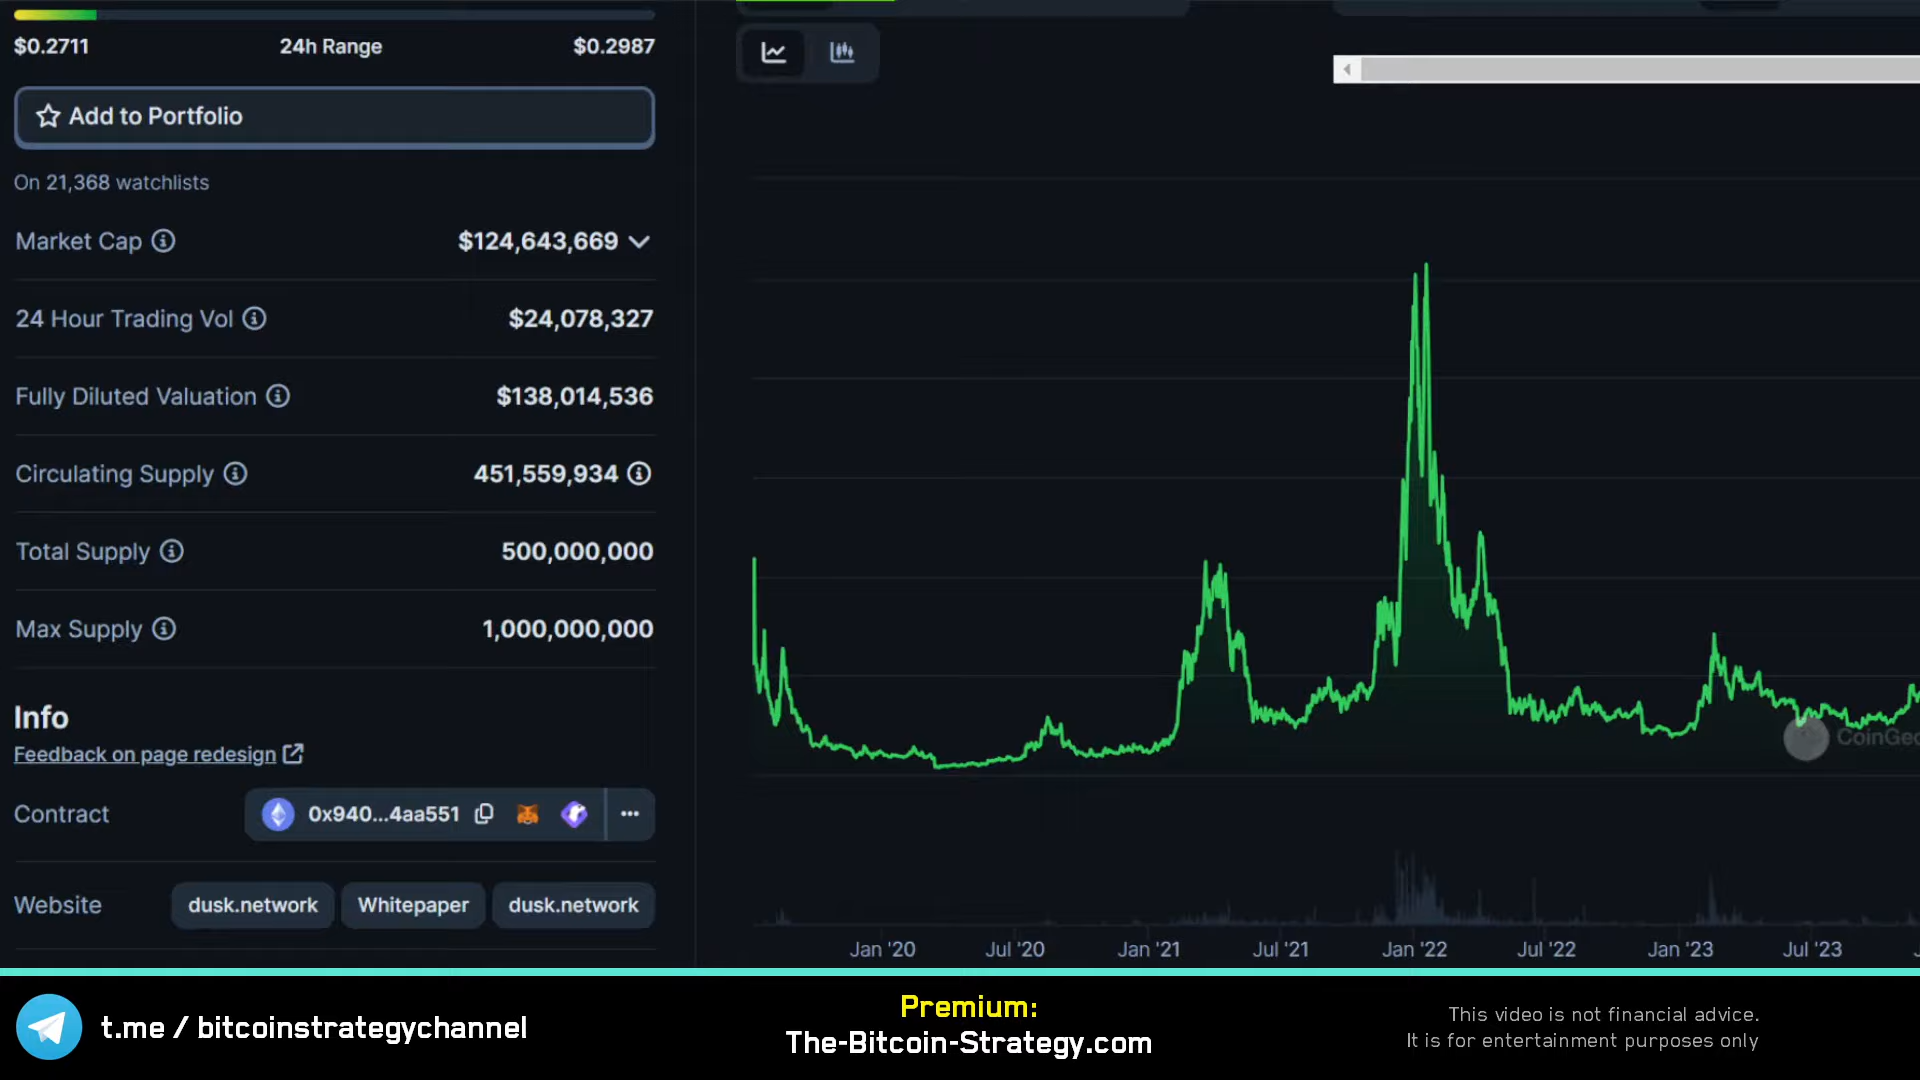 $0.2711 24h Range $0.2987
Add to Portfolio
On 21,368 watchlists
Market Cap $124,643,669
24 Hour Trading Vol $24,078,327
Fully Diluted Valuation $138,014,536
Circulating Supply 451,559,934
Total Supply 500,000,000
Max Supply 1,000,000,000
Info
Feedback on page redesign
Contract 0x940...4aa551
Website dusk.network Whitepaper dusk.network
CoinGec
Jan '20 Jul '20 Jan '21 Jul '21 Jan '22 Jul '22 Jan '23 Jul '23
t.me / bitcoinstrategychannel
Premium:
The-Bitcoin-Strategy.com
This video is not financial advice.
It is for entertainment purposes only